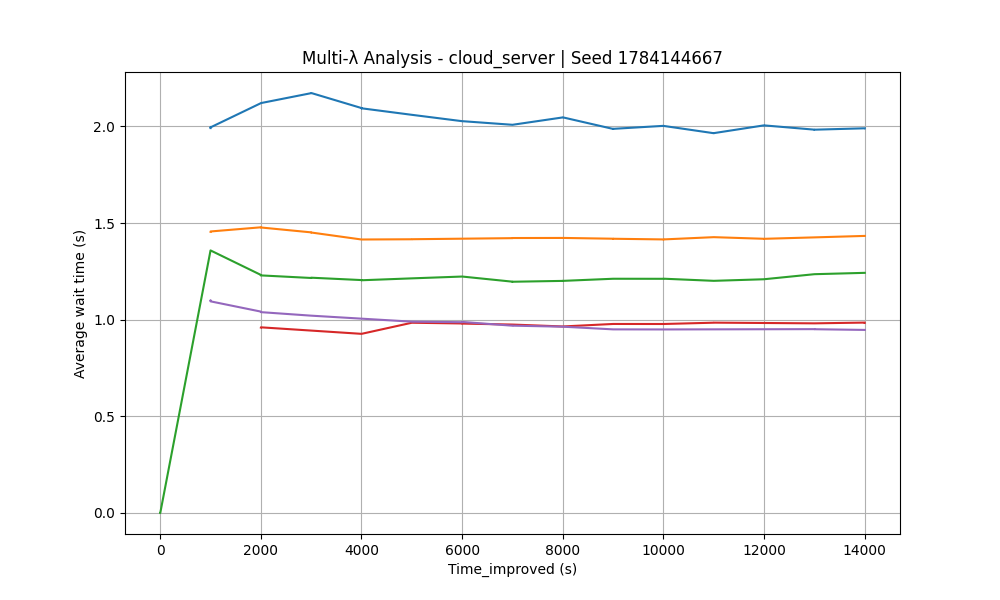 Multi-λ Analysis - cloud_server | Seed 1784144667
Average wait time (s)
2.0
1.5
1.0
0.5
0.0
0 2000 4000 6000 8000 10000 12000 14000
Time_improved (s)